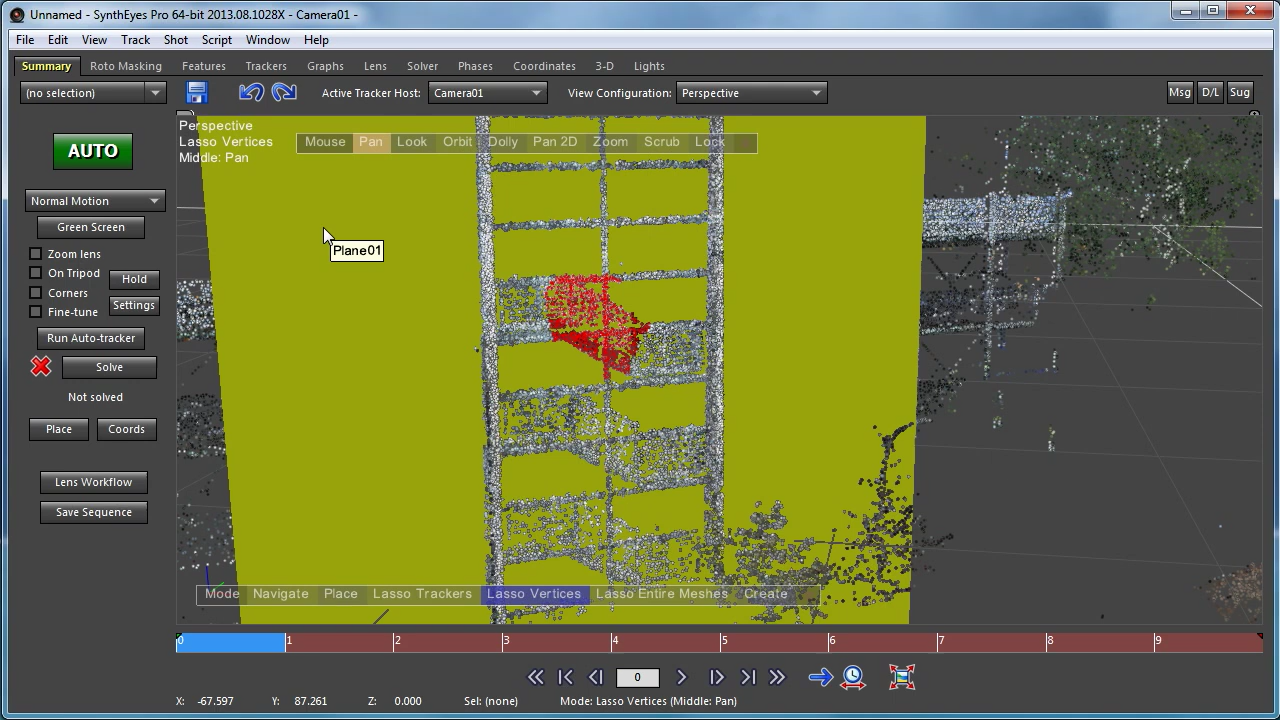 Unnamed - SynthEyes Pro 64-bit 2013.08.1028X - Camera01 -
File Edit View Track Shot Script Window Help
Summary Roto Masking Features Trackers Graphs Lens Solver Phases Coordinates 3-D Lights
(no selection) Active Tracker Host: Camera01 View Configuration: Perspective Msg D/L Sug
Perspective
Lasso Vertices
Middle: Pan
Mouse Pan Look Orbit Dolly Pan 2D Zoom Scrub Lock
AUTO
Normal Motion
Green Screen
Zoom lens
On Tripod
Hold
Corners
Settings
Fine-tune
Run Auto-tracker
Solve
Not solved
Place Coords
Lens Workflow
Save Sequence
Plane01
Mode Navigate Place Lasso Trackers Lasso Vertices Lasso Entire Meshes Create
0 1 2 3 4 5 6 7 8 9
0
X: -67.597 Y: 87.261 Z: 0.000 Sel: (none) Mode: Lasso Vertices (Middle: Pan)